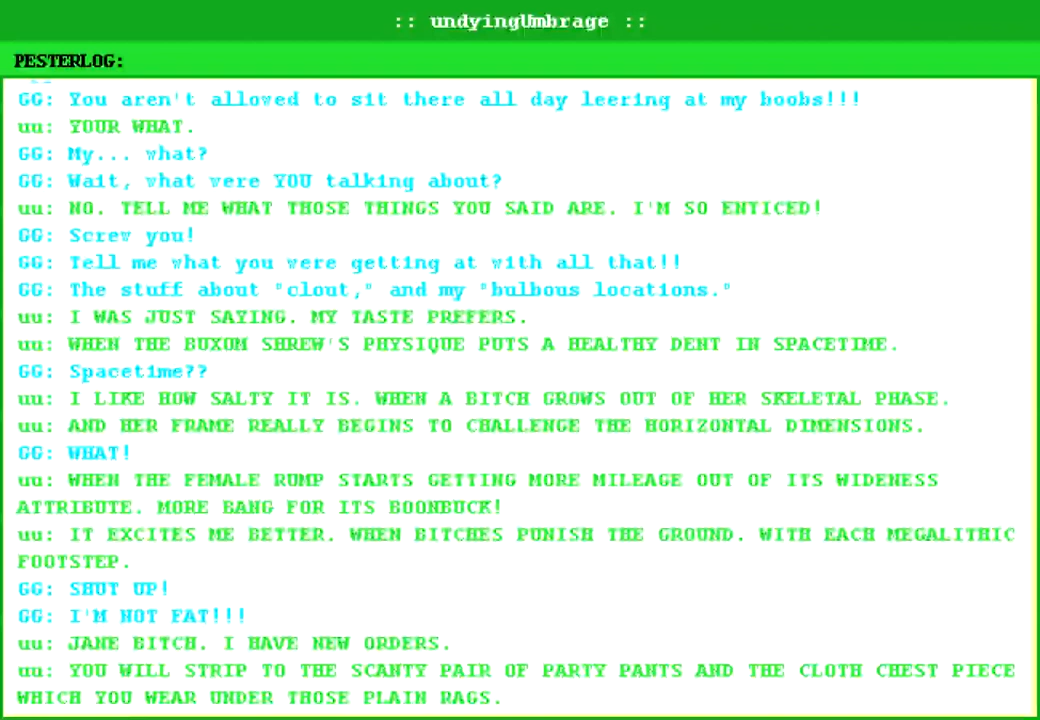 :: undyingUmbrage ::
PESTERLOG:
GG: You aren't allowed to sit there all day leering at my boobs!!!
uu: YOUR WHAT.
GG: My... what?
GG: Wait, what were YOU talking about?
uu: NO. TELL ME WHAT THOSE THINGS YOU SAID ARE. I'M SO ENTICED!
GG: Screw you!
GG: Tell me what you were getting at with all that!!
GG: The stuff about "clout," and my "bulbous locations."
uu: I WAS JUST SAYING. MY TASTE PREFERS.
uu: WHEN THE BUXOM SHREW'S PHYSIQUE PUTS A HEALTHY DENT IN SPACETIME.
GG: Spacetime??
uu: I LIKE HOW SALTY IT IS. WHEN A BITCH GROWS OUT OF HER SKELETAL PHASE.
uu: AND HER FRAME REALLY BEGINS TO CHALLENGE THE HORIZONTAL DIMENSIONS.
GG: WHAT!
uu: WHEN THE FEMALE RUMP STARTS GETTING MORE MILEAGE OUT OF ITS WIDENESS
ATTRIBUTE. MORE BANG FOR ITS BOONBUCK!
uu: IT EXCITES ME BETTER. WHEN BITCHES PUNISH THE GROUND. WITH EACH MEGALITHIC
FOOTSTEP.
GG: SHUT UP!
GG: I'M NOT FAT!!!
uu: JANE BITCH. I HAVE NEW ORDERS.
uu: YOU WILL STRIP TO THE SCANTY PAIR OF PARTY PANTS AND THE CLOTH CHEST PIECE
WHICH YOU WEAR UNDER THOSE PLAIN RAGS.